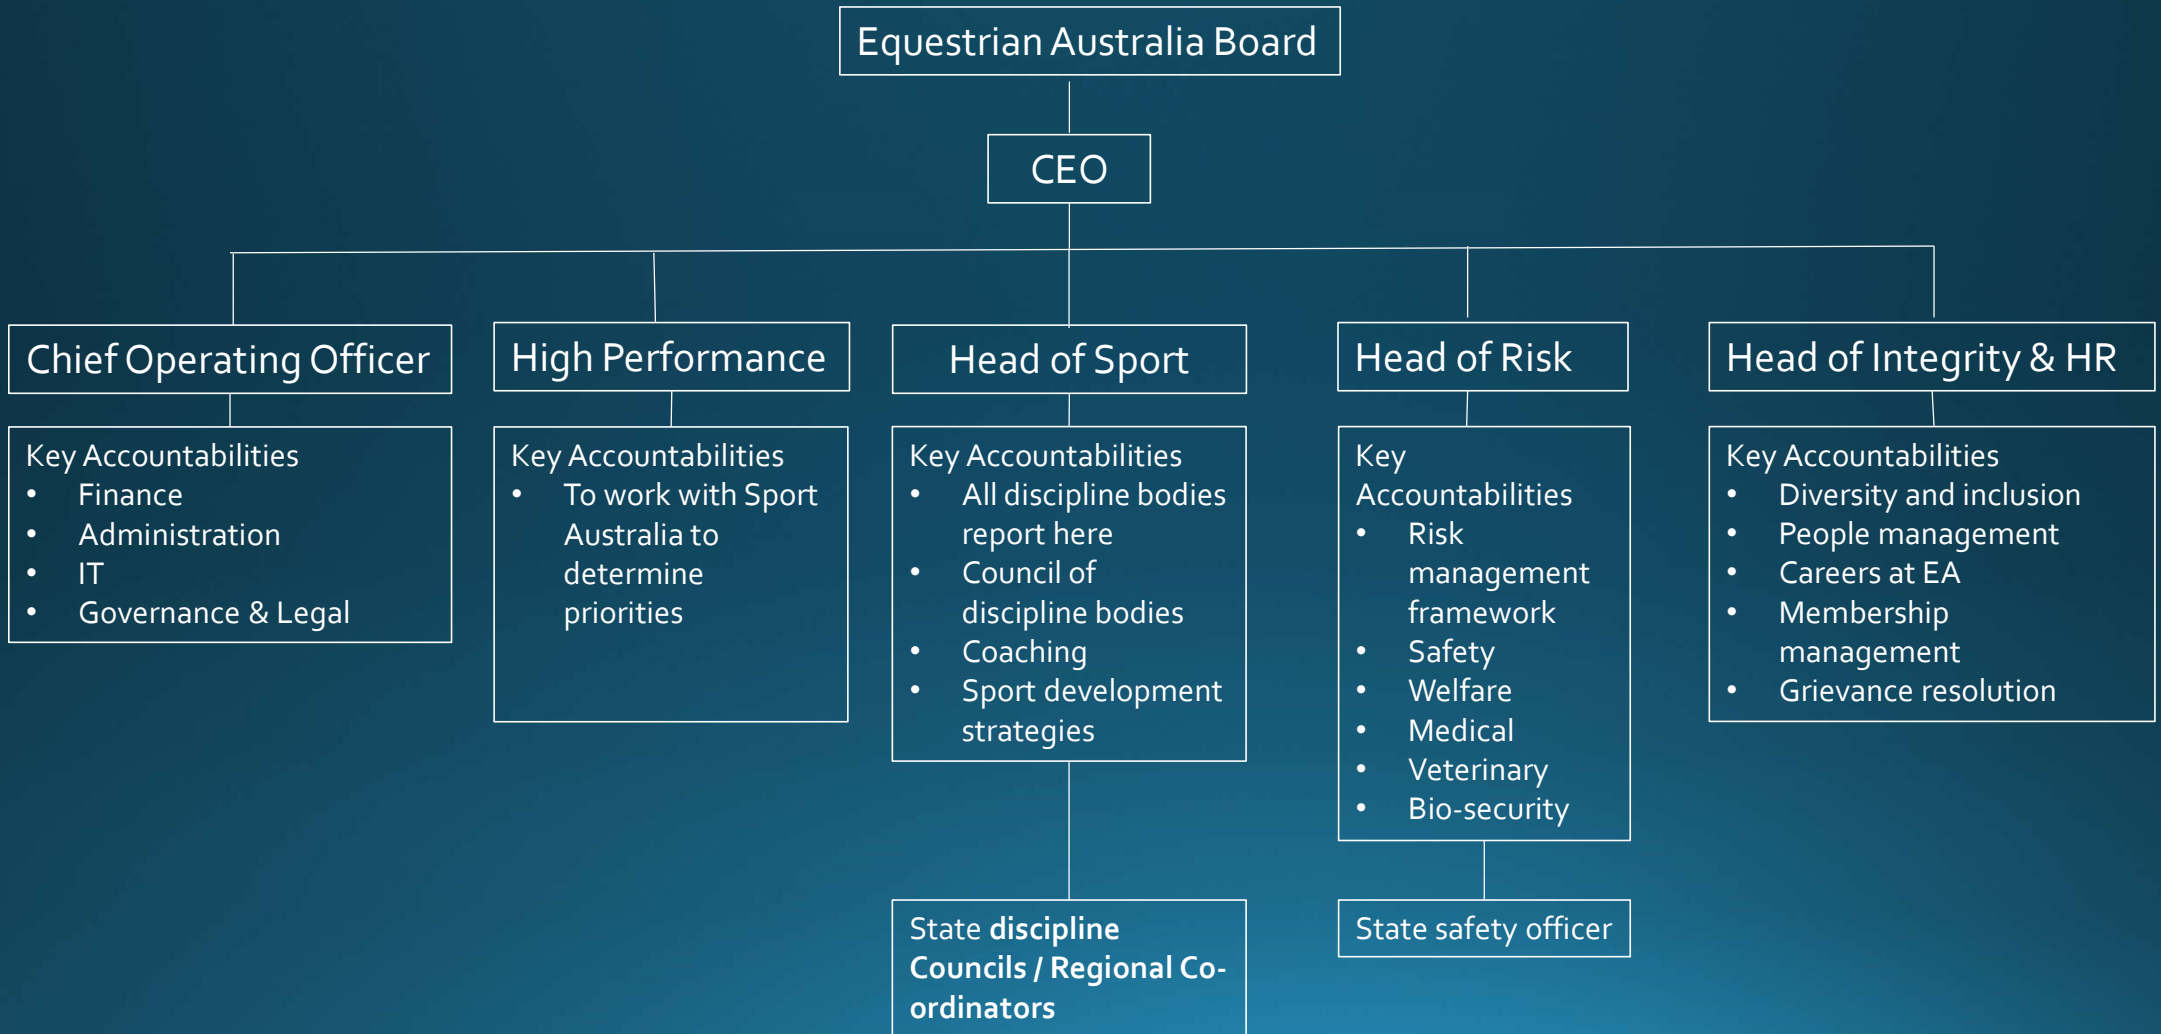 Equestrian Australia Board
CEO
Chief Operating Officer
Key Accountabilities
• Finance
• Administration
• IT
• Governance & Legal
High Performance
Key Accountabilities
• To work with Sport
Australia to
determine
priorities
Head of Sport
Key Accountabilities
• All discipline bodies
report here
• Council of
discipline bodies
• Coaching
• Sport development
strategies
State discipline
Councils / Regional Co-
ordinators
Head of Risk
Key
Accountabilities
• Risk
management
framework
• Safety
• Welfare
• Medical
• Veterinary
• Bio-security
State safety officer
Head of Integrity & HR
Key Accountabilities
• Diversity and inclusion
• People management
• Careers at EA
• Membership
management
• Grievance resolution